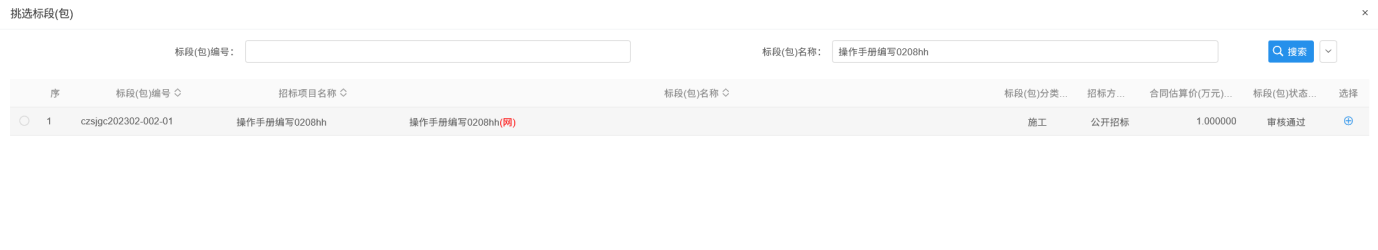 挑选标段(包)
×
标段(包)编号：
标段(包)名称： 操作手册编写0208hh 搜索
序 标段(包)编号 招标项目名称 标段(包)名称 标段(包)分类... 招标方... 合同估算价(万元)... 标段(包)状态... 选择
1 czsjgc202302-002-01 操作手册编写0208hh 操作手册编写0208hh(网) 施工 公开招标 1.000000 审核通过